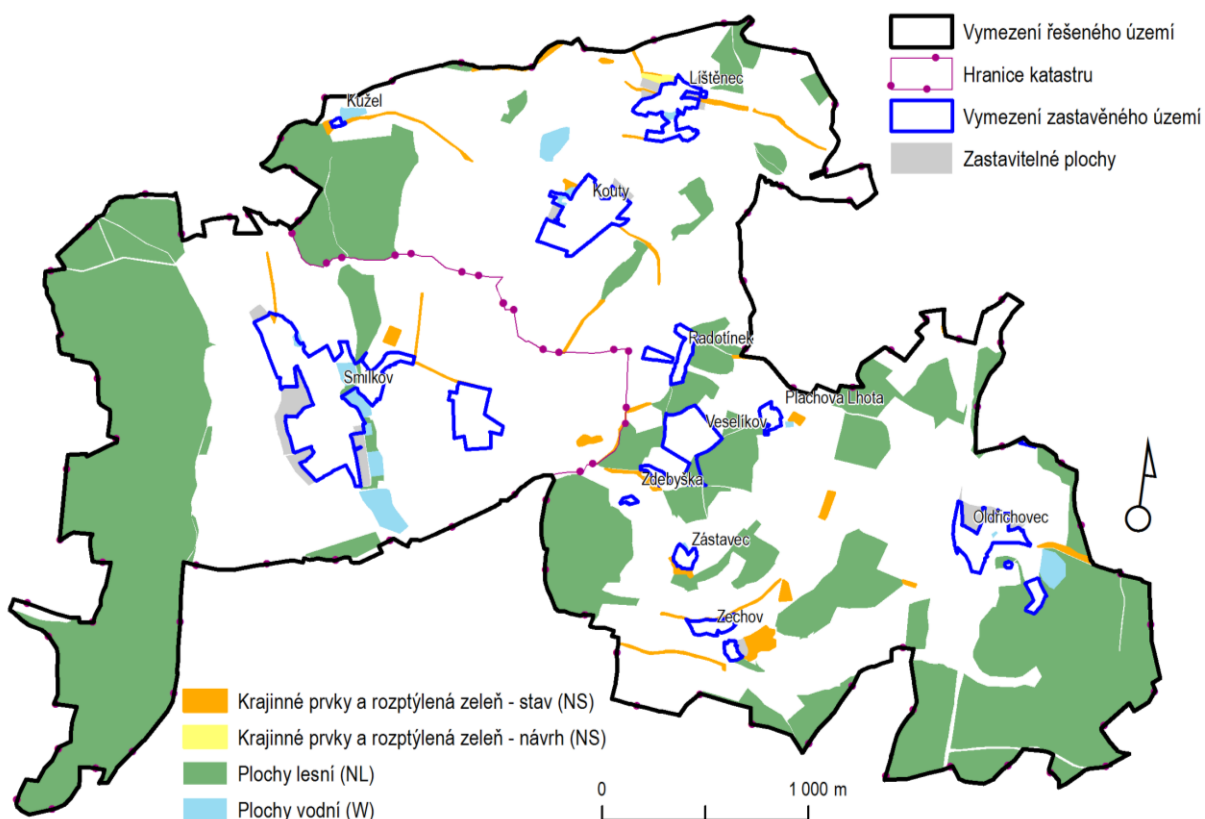 Vymezení řešeného území
Hranice katastru
Vymezení zastavěného území
Zastavitelné plochy
Líštěnec
Kužel
Kouty
Radotínek
Smilkov
Plachova Lhota
Veselíkov
Zdebyška
Oldřichovec
Zástavec
Zechov
Krajinné prvky a rozptýlená zeleň - stav (NS)
Krajinné prvky a rozptýlená zeleň - návrh (NS)
Plochy lesní (NL)
Plochy vodní (W)
0 1 000 m